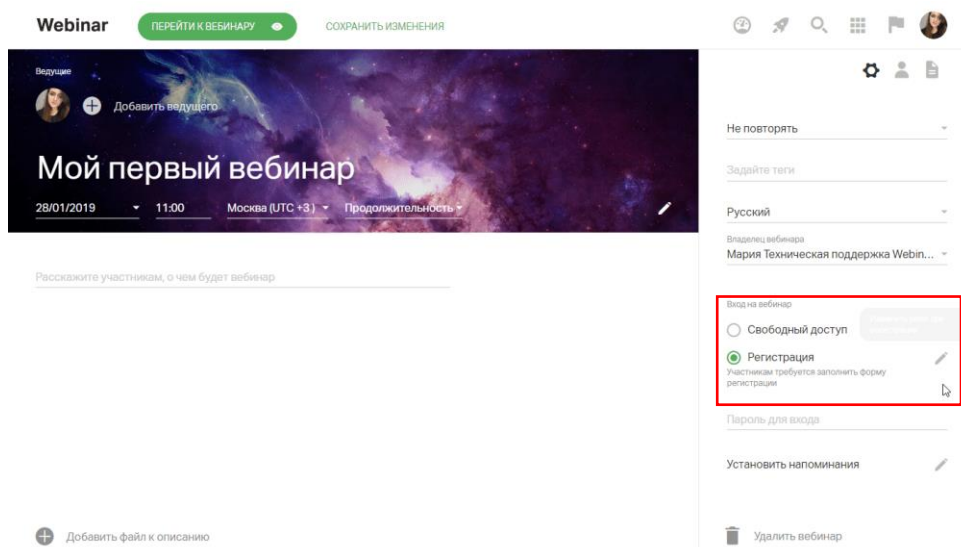 Webinar
ПЕРЕЙТИ К ВЕБИНАРУ
СОХРАНИТЬ ИЗМЕНЕНИЯ
Ведущие
Добавить ведущего
Мой первый вебинар
28/01/2019 11:00 Москва (UTC +3) Продолжительность
Расскажите участникам, о чем будет вебинар
Добавить файл к описанию
Не повторять
Задайте теги
Русский
Владелец вебинара
Мария Техническая поддержка Webin...
Вход на вебинар
Свободный доступ
Регистрация
Участникам требуется заполнить форму
регистрации
Пароль для входа
Установить напоминания
Удалить вебинар